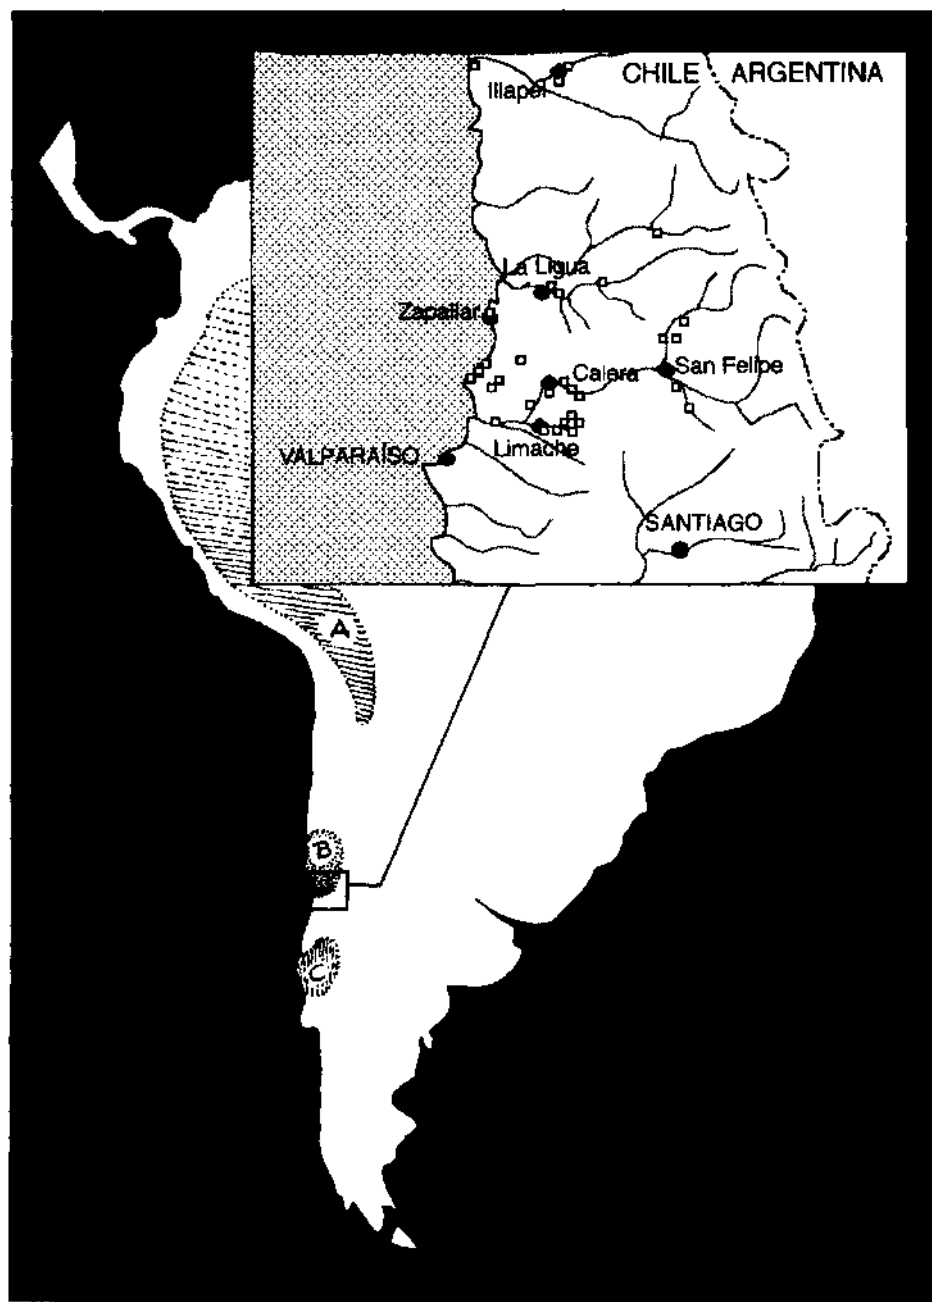 CHILE ARGENTINA
Illapel
La Ligua
Zapallar
Calera
San Felipe
Limache
VALPARAÍSO
SANTIAGO
A
B
C